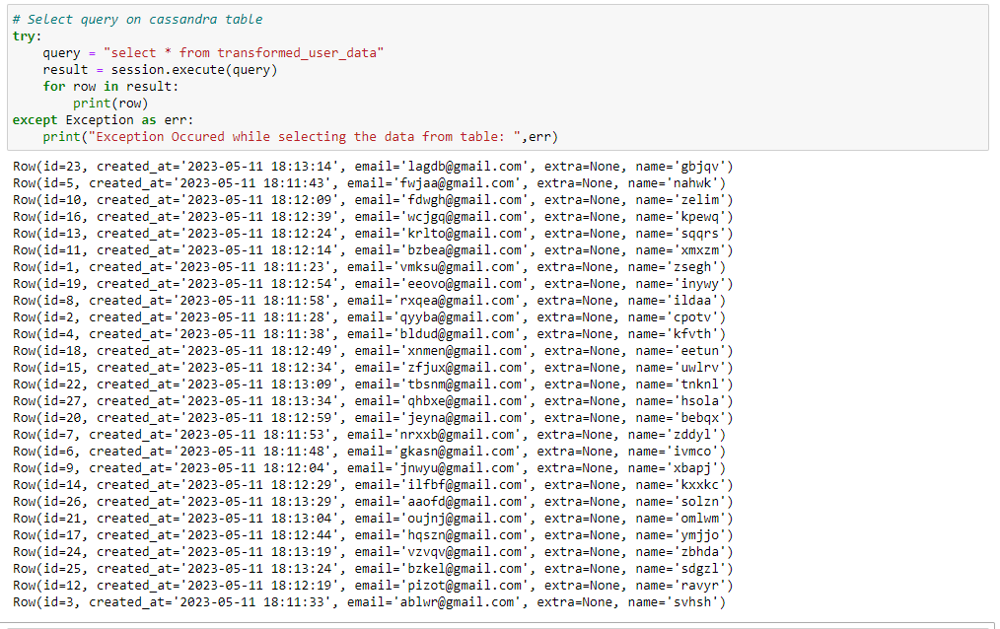 # Select query on cassandra table
try:
    query = "select * from transformed_user_data"
    result = session.execute(query)
    for row in result:
        print(row)
except Exception as err:
    print("Exception Occured while selecting the data from table: ",err)
Row(id=23, created_at='2023-05-11 18:13:14', email='lagdb@gmail.com', extra=None, name='gbjqv')
Row(id=5, created_at='2023-05-11 18:11:43', email='fwjaa@gmail.com', extra=None, name='nahwk')
Row(id=10, created_at='2023-05-11 18:12:09', email='fdwgh@gmail.com', extra=None, name='zelim')
Row(id=16, created_at='2023-05-11 18:12:39', email='wcjgq@gmail.com', extra=None, name='kpewq')
Row(id=13, created_at='2023-05-11 18:12:24', email='krlto@gmail.com', extra=None, name='sqqrs')
Row(id=11, created_at='2023-05-11 18:12:14', email='bzbea@gmail.com', extra=None, name='xmxzm')
Row(id=1, created_at='2023-05-11 18:11:23', email='vmksu@gmail.com', extra=None, name='zsegh')
Row(id=19, created_at='2023-05-11 18:12:54', email='eeovo@gmail.com', extra=None, name='inywy')
Row(id=8, created_at='2023-05-11 18:11:58', email='rxqea@gmail.com', extra=None, name='ildaa')
Row(id=2, created_at='2023-05-11 18:11:28', email='qyyba@gmail.com', extra=None, name='cpotv')
Row(id=4, created_at='2023-05-11 18:11:38', email='bldud@gmail.com', extra=None, name='kfvth')
Row(id=18, created_at='2023-05-11 18:12:49', email='xnmen@gmail.com', extra=None, name='eetun')
Row(id=15, created_at='2023-05-11 18:12:34', email='zfjux@gmail.com', extra=None, name='uwlrv')
Row(id=22, created_at='2023-05-11 18:13:09', email='tbsnm@gmail.com', extra=None, name='tnknl')
Row(id=27, created_at='2023-05-11 18:13:34', email='qhbxe@gmail.com', extra=None, name='hsola')
Row(id=20, created_at='2023-05-11 18:12:59', email='jeyna@gmail.com', extra=None, name='bebqx')
Row(id=7, created_at='2023-05-11 18:11:53', email='nrxxb@gmail.com', extra=None, name='zddyl')
Row(id=6, created_at='2023-05-11 18:11:48', email='gkasn@gmail.com', extra=None, name='ivmco')
Row(id=9, created_at='2023-05-11 18:12:04', email='jnwyu@gmail.com', extra=None, name='xbapj')
Row(id=14, created_at='2023-05-11 18:12:29', email='ilfbf@gmail.com', extra=None, name='kxxkc')
Row(id=26, created_at='2023-05-11 18:13:29', email='aaofd@gmail.com', extra=None, name='solzn')
Row(id=21, created_at='2023-05-11 18:13:04', email='oujnj@gmail.com', extra=None, name='omlwm')
Row(id=17, created_at='2023-05-11 18:12:44', email='hqszn@gmail.com', extra=None, name='ymjjo')
Row(id=24, created_at='2023-05-11 18:13:19', email='vzvqv@gmail.com', extra=None, name='zbhda')
Row(id=25, created_at='2023-05-11 18:13:24', email='bzkel@gmail.com', extra=None, name='sdgzl')
Row(id=12, created_at='2023-05-11 18:12:19', email='pizot@gmail.com', extra=None, name='ravyr')
Row(id=3, created_at='2023-05-11 18:11:33', email='ablwr@gmail.com', extra=None, name='svhsh')